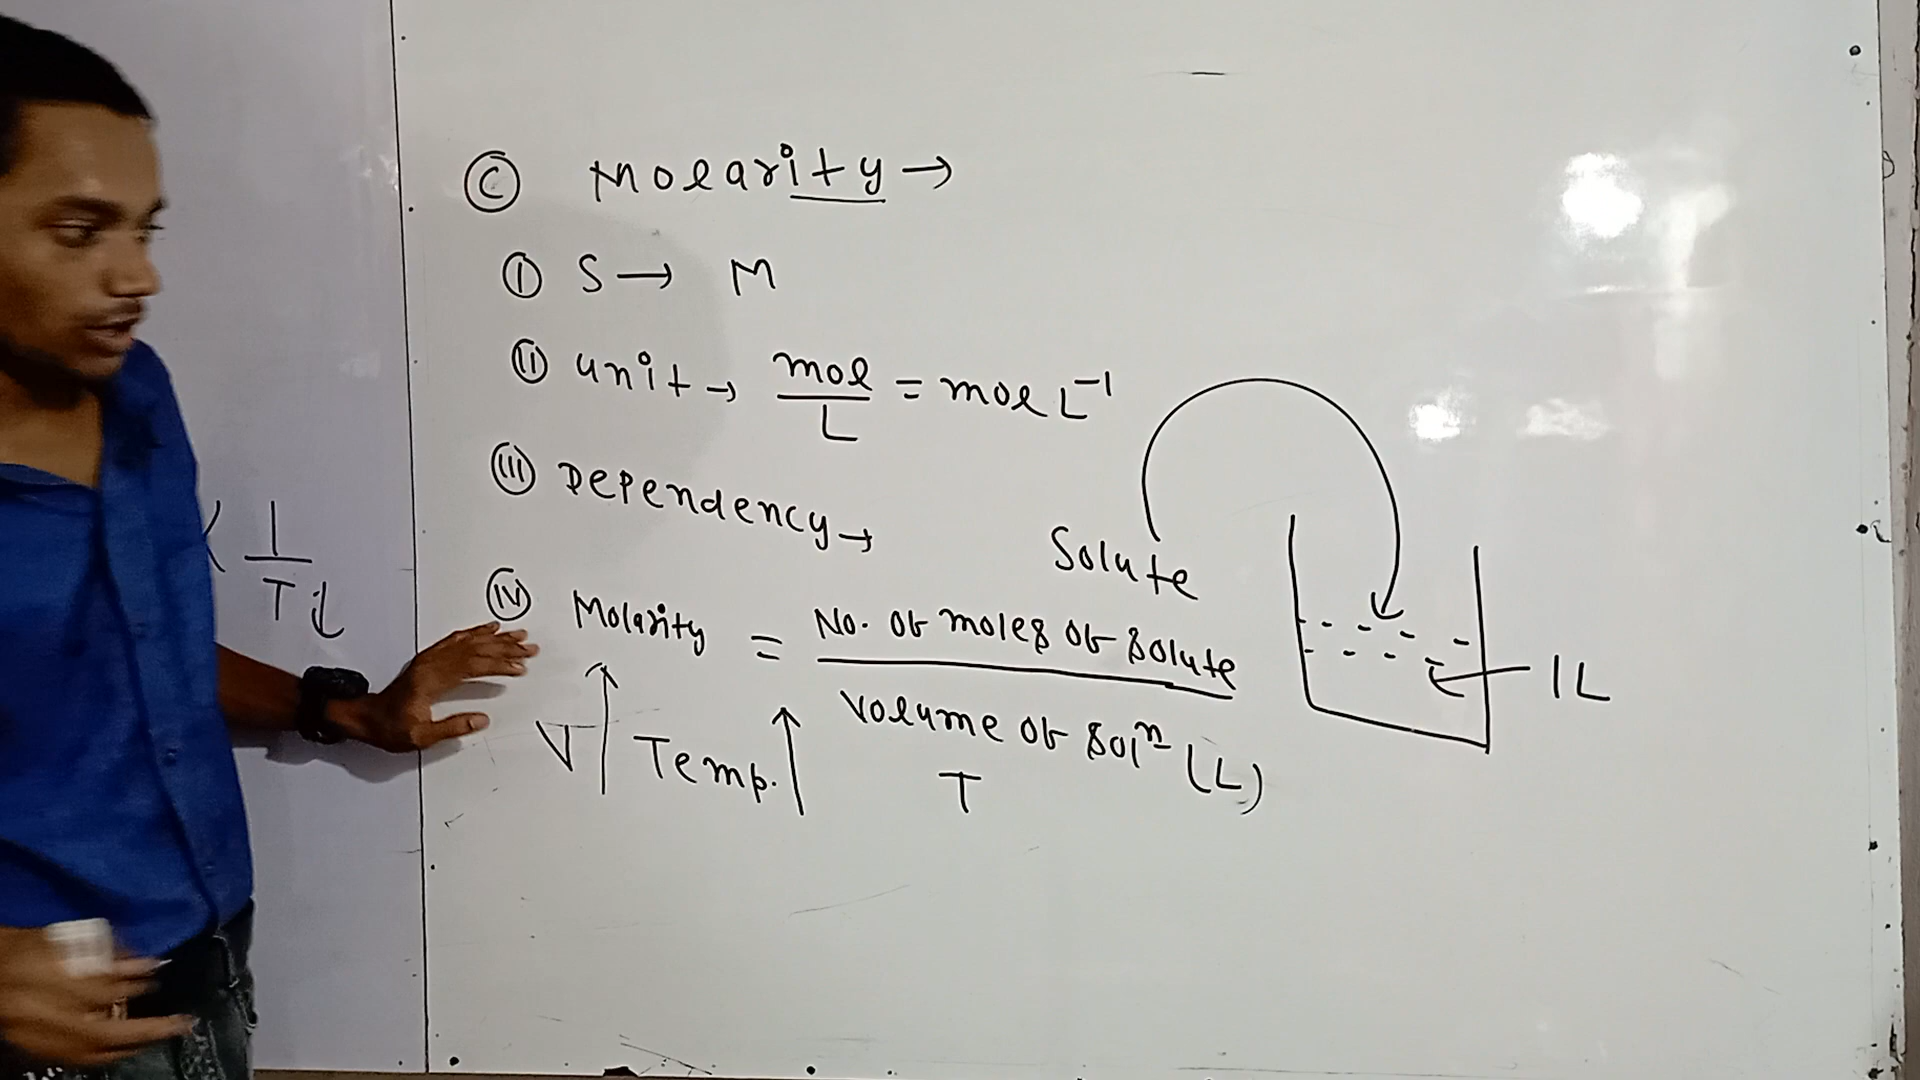 Ⓒ Molarity →
① S → M
ⓘⓘ unit → mol/L = mol L⁻¹
ⓘⓘⓘ Dependency →
Solute
ⓘⓥ Molarity = No. of moles of solute / Volume of solⁿ (L)
1L
V↑ Temp.↑ T
1/T↓